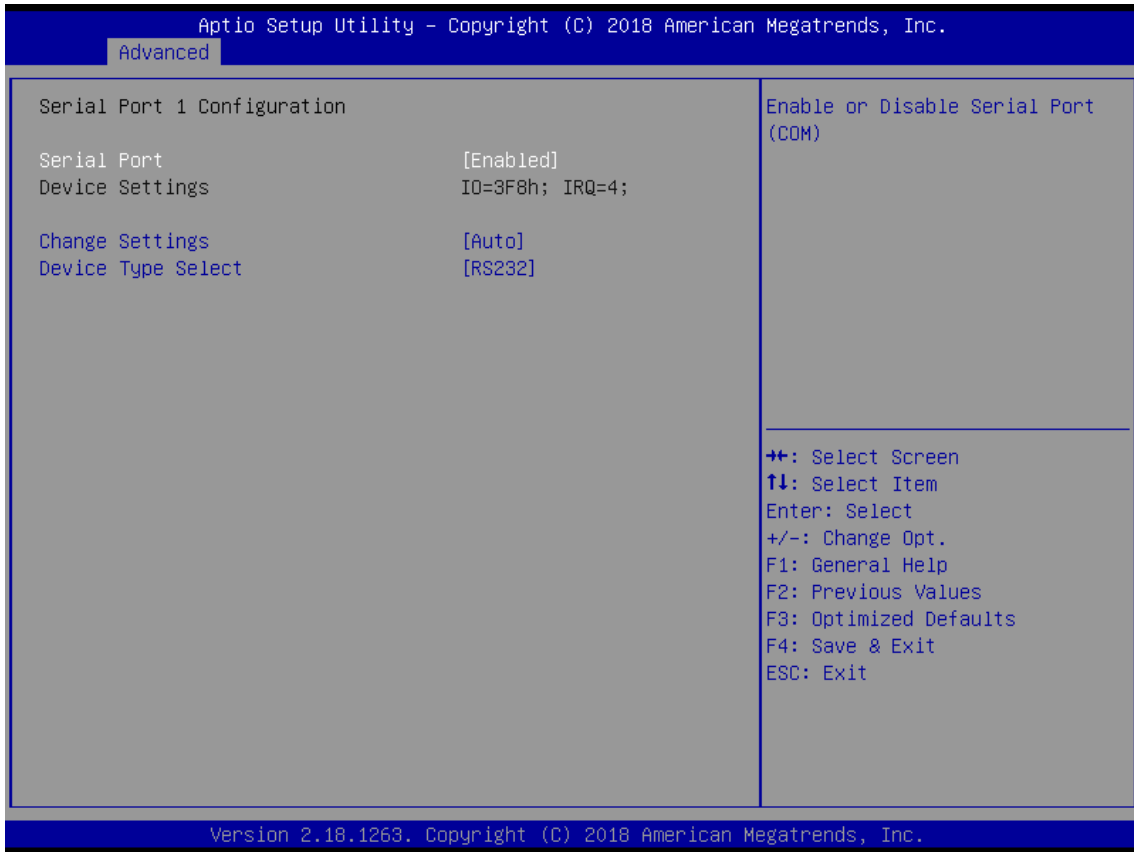 Aptio Setup Utility – Copyright (C) 2018 American Megatrends, Inc.
Advanced
Serial Port 1 Configuration
Serial Port [Enabled]
Device Settings IO=3F8h; IRQ=4;
Change Settings [Auto]
Device Type Select [RS232]
Enable or Disable Serial Port
(COM)
→←: Select Screen
↑↓: Select Item
Enter: Select
+/-: Change Opt.
F1: General Help
F2: Previous Values
F3: Optimized Defaults
F4: Save & Exit
ESC: Exit
Version 2.18.1263. Copyright (C) 2018 American Megatrends, Inc.